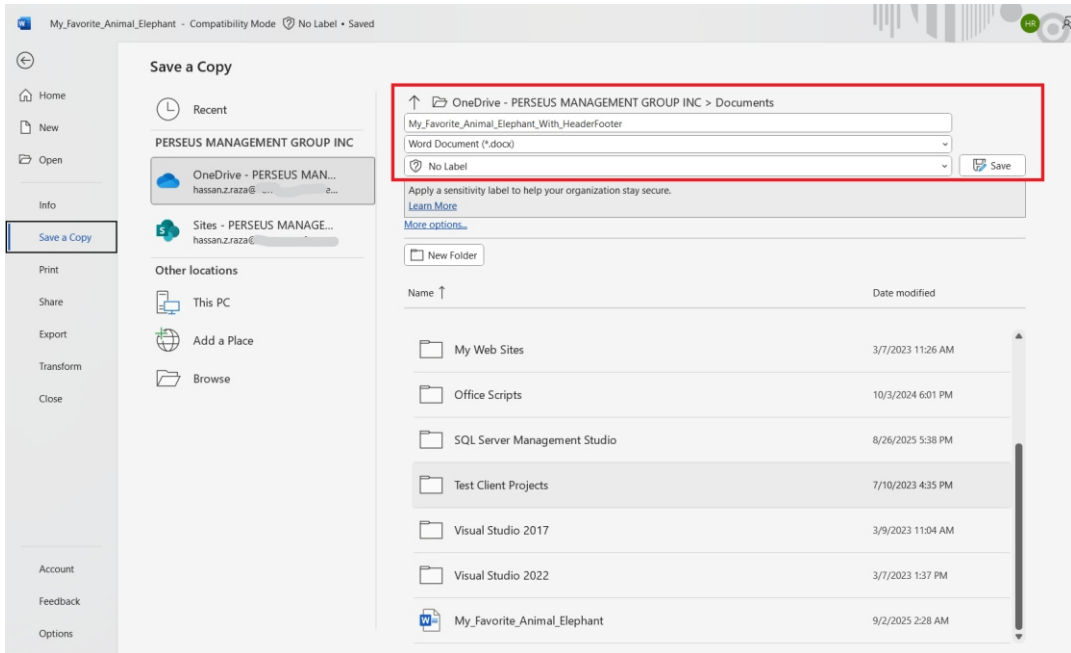 My_Favorite_Animal_Elephant - Compatibility Mode No Label • Saved
HR
Home
New
Open
Info
Save a Copy
Print
Share
Export
Transform
Close
Account
Feedback
Options
Save a Copy
Recent
PERSEUS MANAGEMENT GROUP INC
OneDrive - PERSEUS MAN...
hassan.z.raza@ e...
Sites - PERSEUS MANAGE...
hassan.z.raza@
Other locations
This PC
Add a Place
Browse
OneDrive - PERSEUS MANAGEMENT GROUP INC > Documents
My_Favorite_Animal_Elephant_With_HeaderFooter
Word Document (*.docx)
No Label
Save
Apply a sensitivity label to help your organization stay secure.
Learn More
More options...
New Folder
Name ↑ Date modified
My Web Sites 3/7/2023 11:26 AM
Office Scripts 10/3/2024 6:01 PM
SQL Server Management Studio 8/26/2025 5:38 PM
Test Client Projects 7/10/2023 4:35 PM
Visual Studio 2017 3/9/2023 11:04 AM
Visual Studio 2022 3/7/2023 1:37 PM
My_Favorite_Animal_Elephant 9/2/2025 2:28 AM